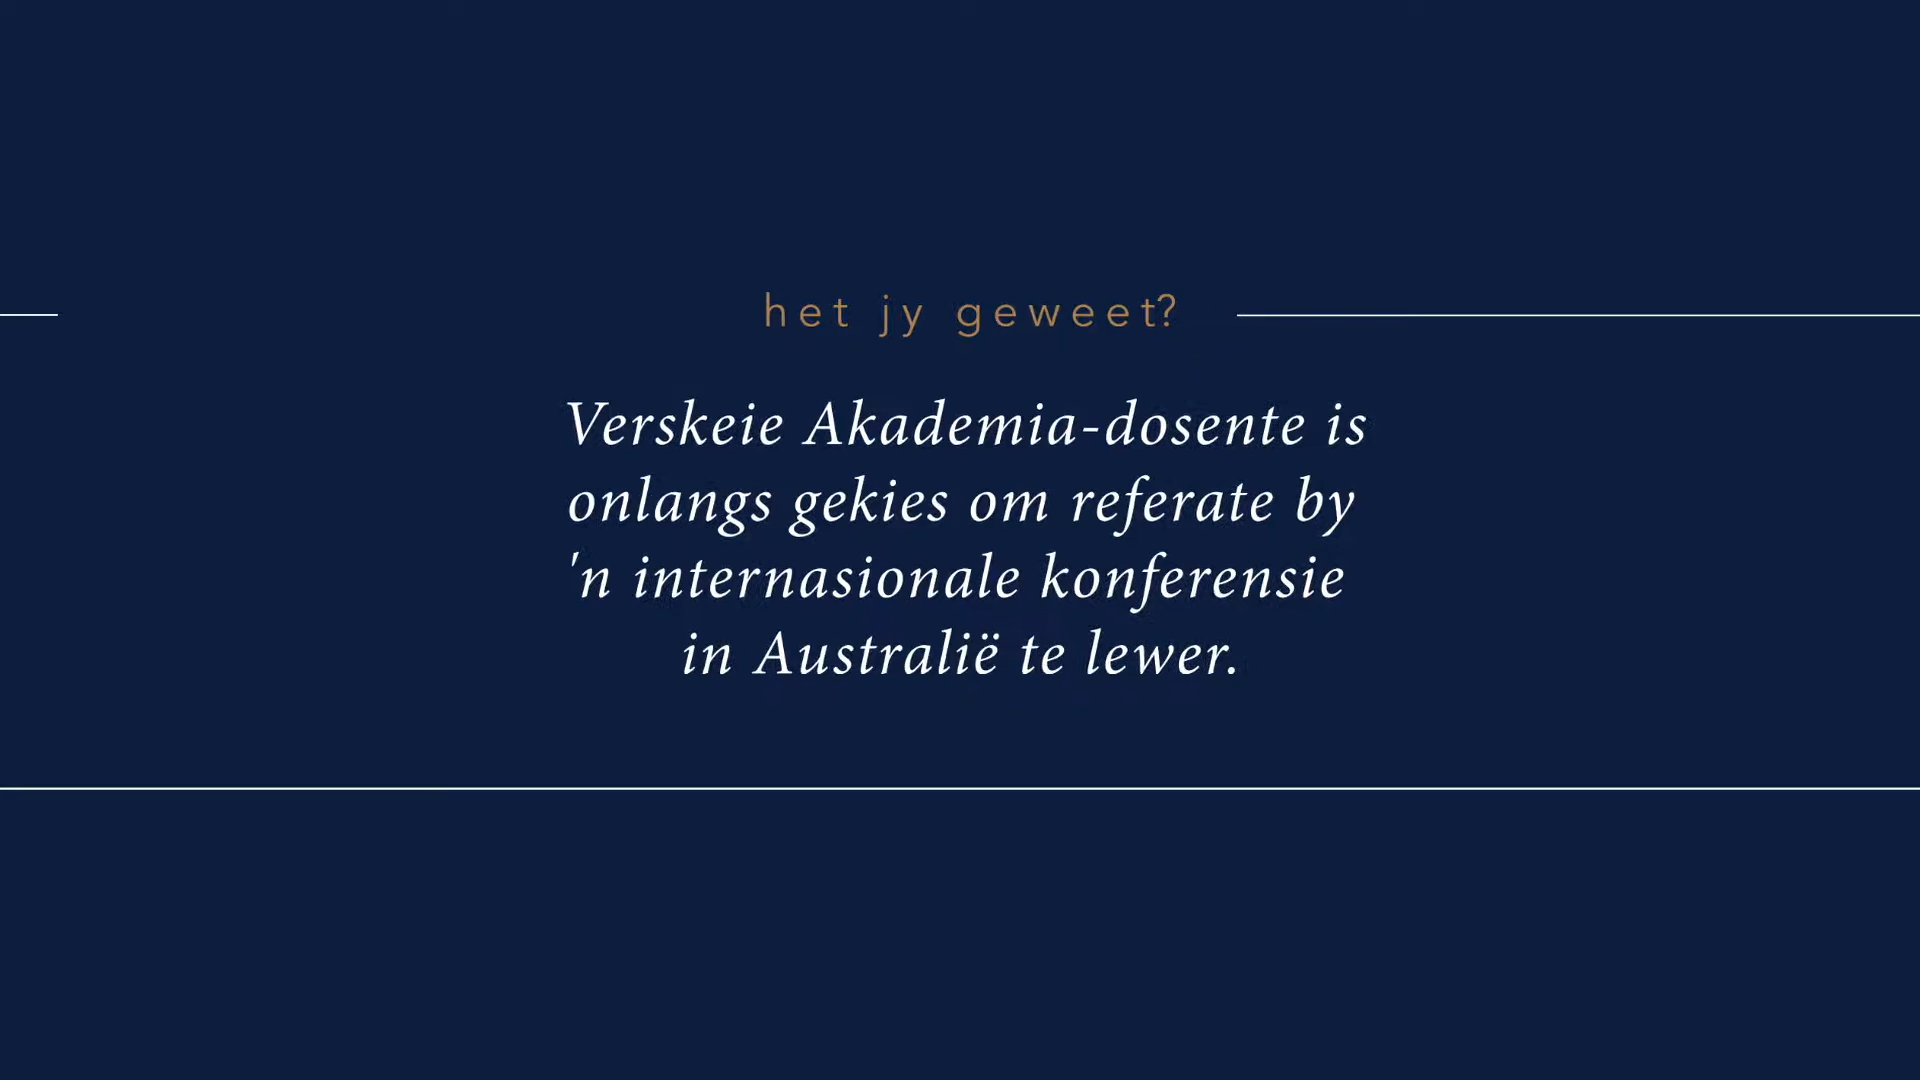 het jy geweet?
Verskeie Akademia-dosente is
onlangs gekies om referate by
'n internasionale konferensie
in Australië te lewer.